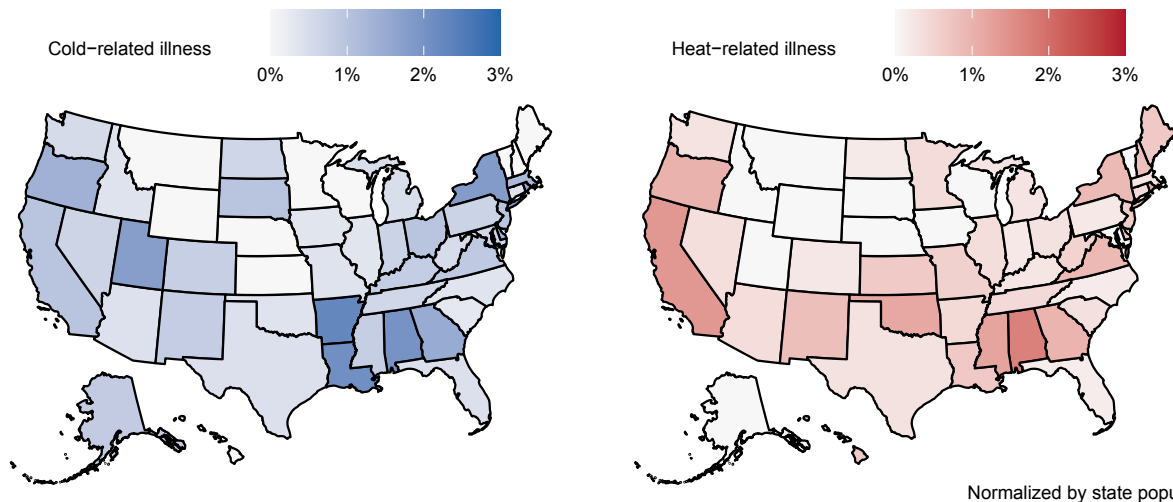 Cold−related illness
0% 1% 2% 3%
Heat−related illness
0% 1% 2% 3%
Normalized by state popu